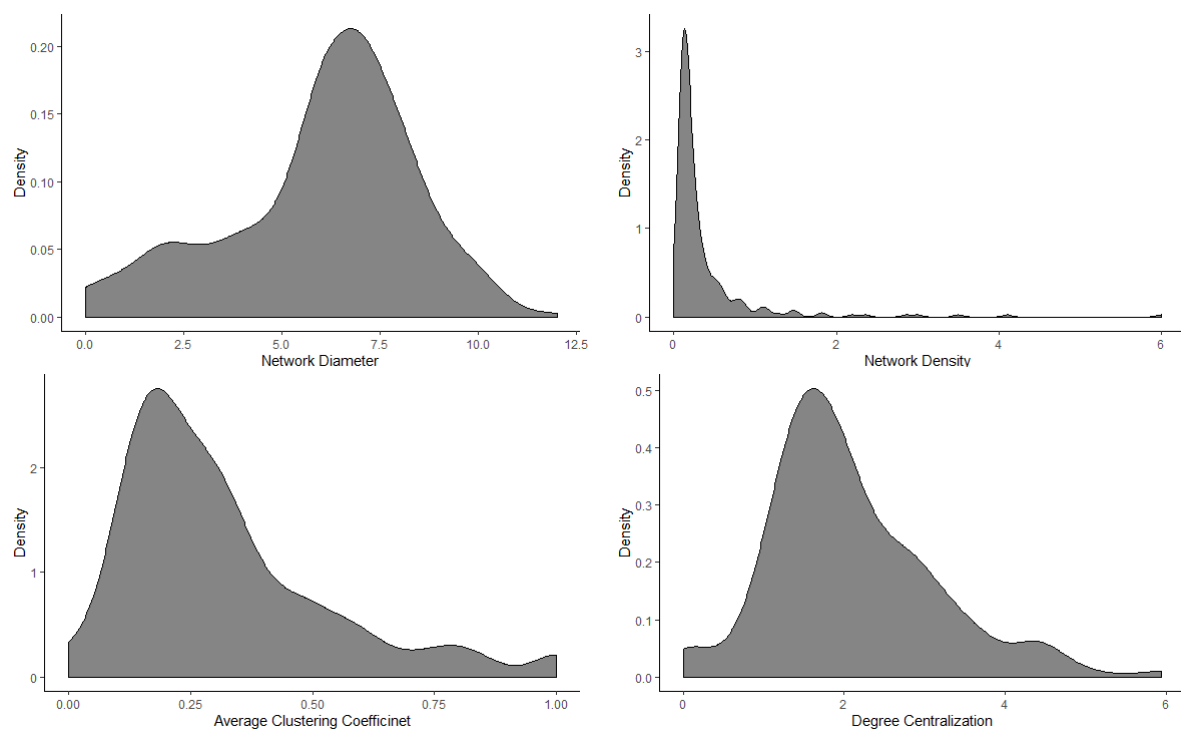 Density
0.20
0.15
0.10
0.05
0.00
0.0 2.5 5.0 7.5 10.0 12.5
Network Diameter
Density
3
2
1
0
0 2 4 6
Network Density
Density
2
1
0
0.00 0.25 0.50 0.75 1.00
Average Clustering Coefficinet
Density
0.5
0.4
0.3
0.2
0.1
0.0
0 2 4 6
Degree Centralization